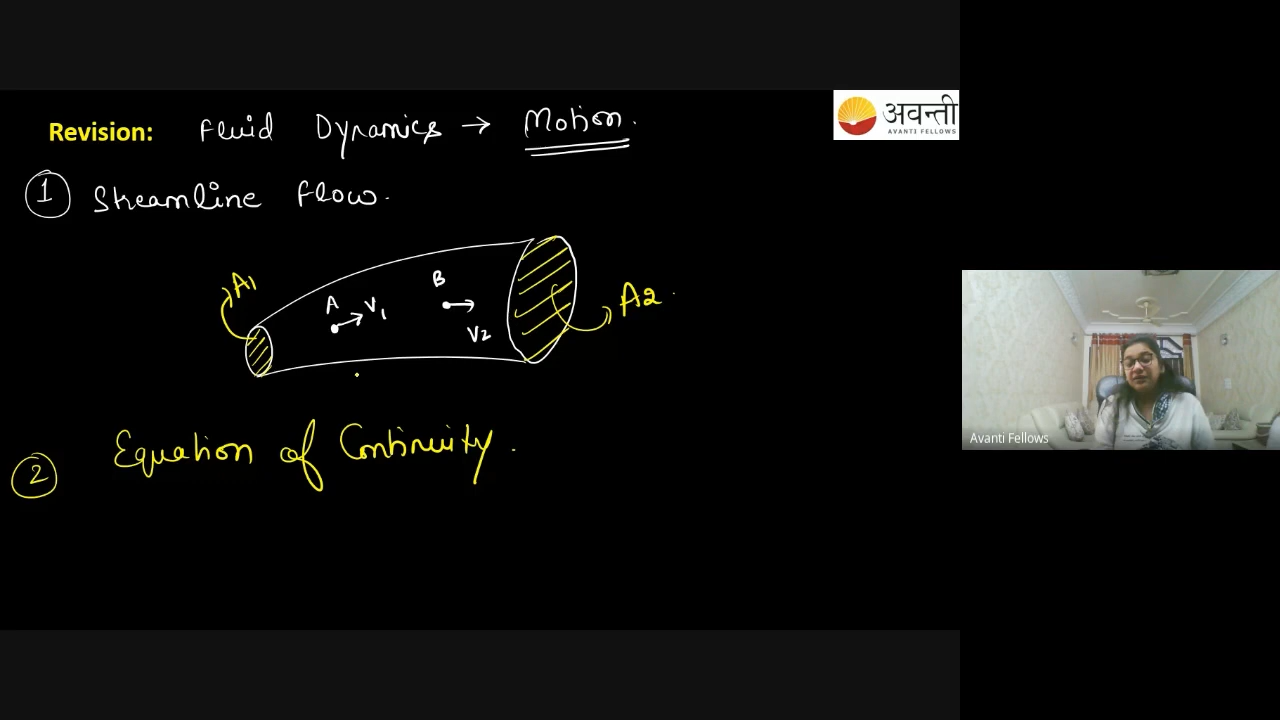 Revision: Fluid Dynamics → Motion.
अवन्ती
AVANTI FELLOWS
1 Streamline Flow.
A1
A V1
B
V2
A2.
2 Equation of Continuity.
Avanti Fellows